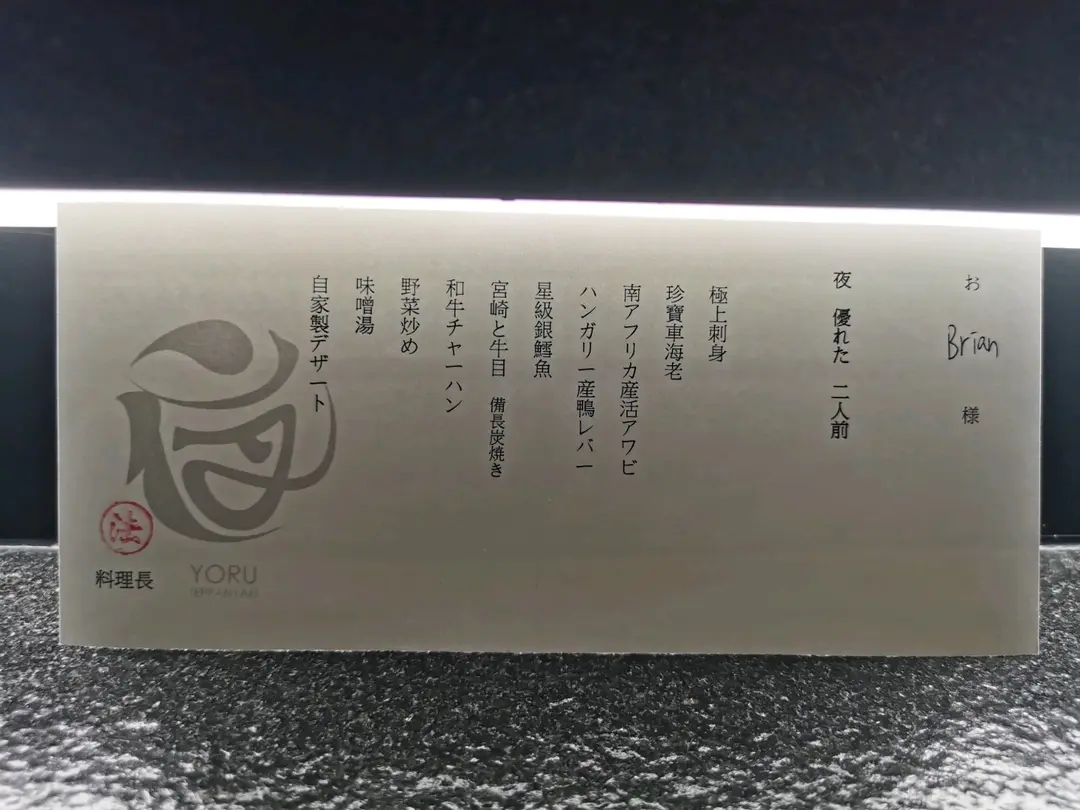 お Brian 様
夜 優れた 二人前
極上刺身
珍寶車海老
南アフリカ産活アワビ
ハンガリー産鴨レバー
星級銀鱈魚
宮崎と牛目 備長炭焼き
和牛チャーハン
野菜炒め
味噌湯
自家製デザート
法
料理長
YORU